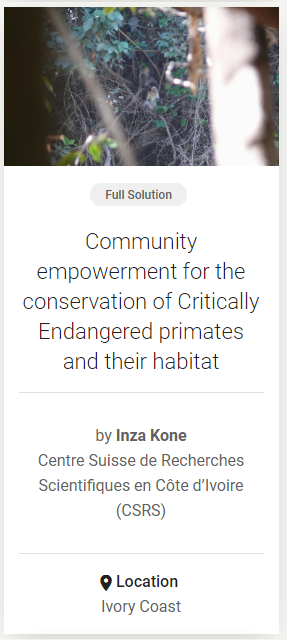 Full Solution
Community
empowerment for the
conservation of Critically
Endangered primates
and their habitat
by Inza Kone
Centre Suisse de Recherches
Scientifiques en Côte d’Ivoire
(CSRS)
Location
Ivory Coast